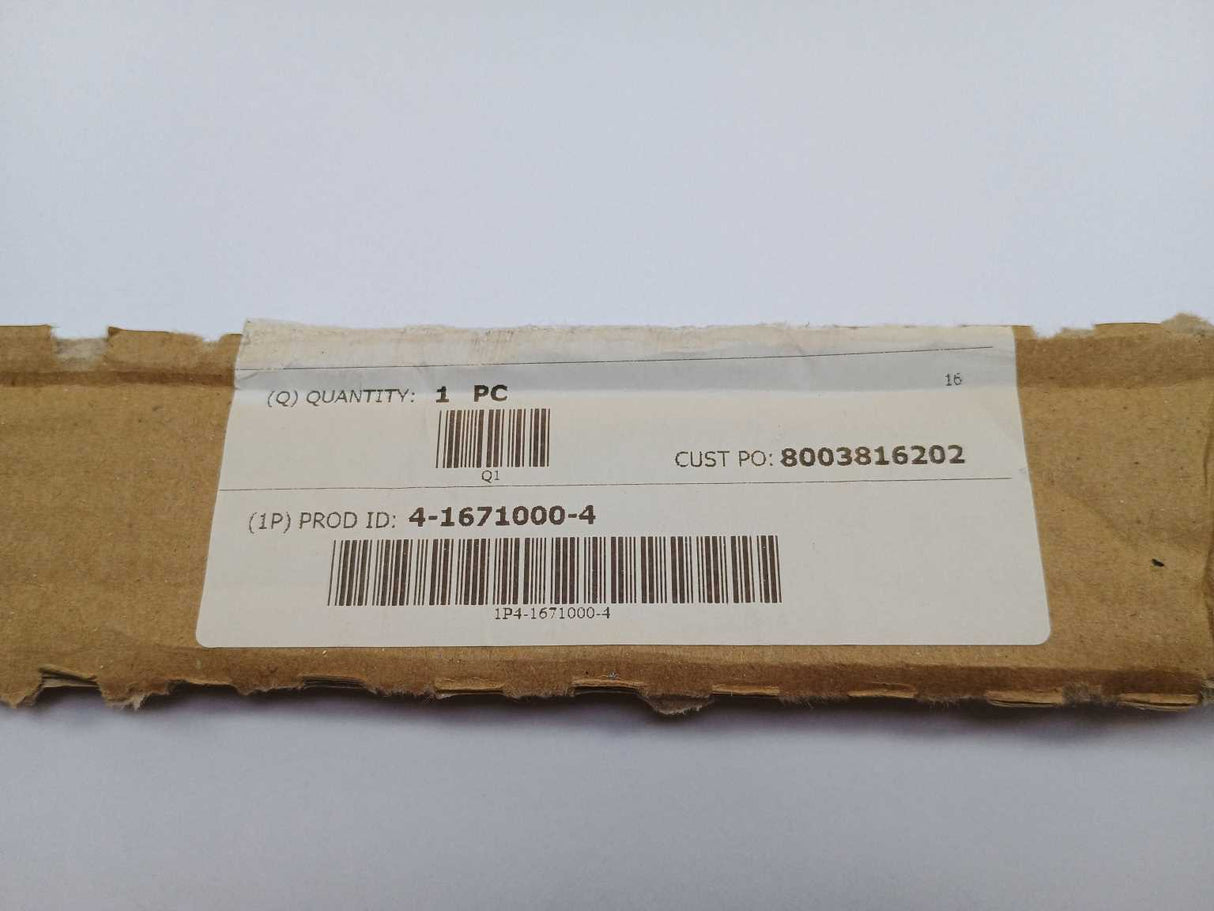 16
(Q) QUANTITY: 1 PC
Q1
CUST PO: 8003816202
(1P) PROD ID: 4-1671000-4
1P4-1671000-4